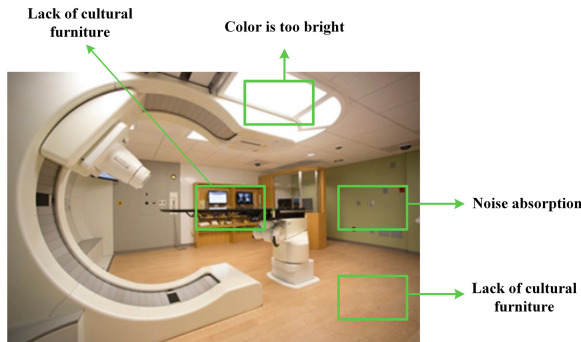 Lack of cultural
furniture
Color is too bright
Noise absorption
Lack of cultural
furniture